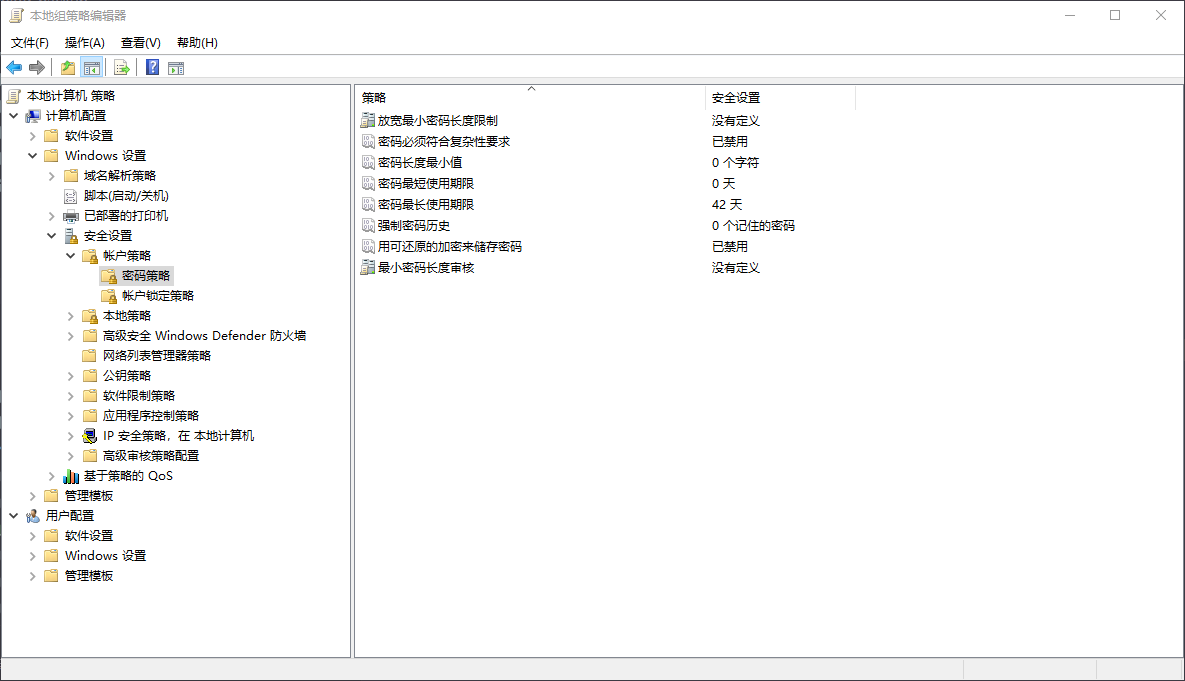 本地组策略编辑器
文件(F) 操作(A) 查看(V) 帮助(H)
本地计算机 策略
计算机配置
软件设置
Windows 设置
域名解析策略
脚本(启动/关机)
已部署的打印机
安全设置
帐户策略
密码策略
帐户锁定策略
本地策略
高级安全 Windows Defender 防火墙
网络列表管理器策略
公钥策略
软件限制策略
应用程序控制策略
IP 安全策略，在 本地计算机
高级审核策略配置
基于策略的 QoS
管理模板
用户配置
软件设置
Windows 设置
管理模板
策略 安全设置
放宽最小密码长度限制 没有定义
密码必须符合复杂性要求 已禁用
密码长度最小值 0 个字符
密码最短使用期限 0 天
密码最长使用期限 42 天
强制密码历史 0 个记住的密码
用可还原的加密来储存密码 已禁用
最小密码长度审核 没有定义